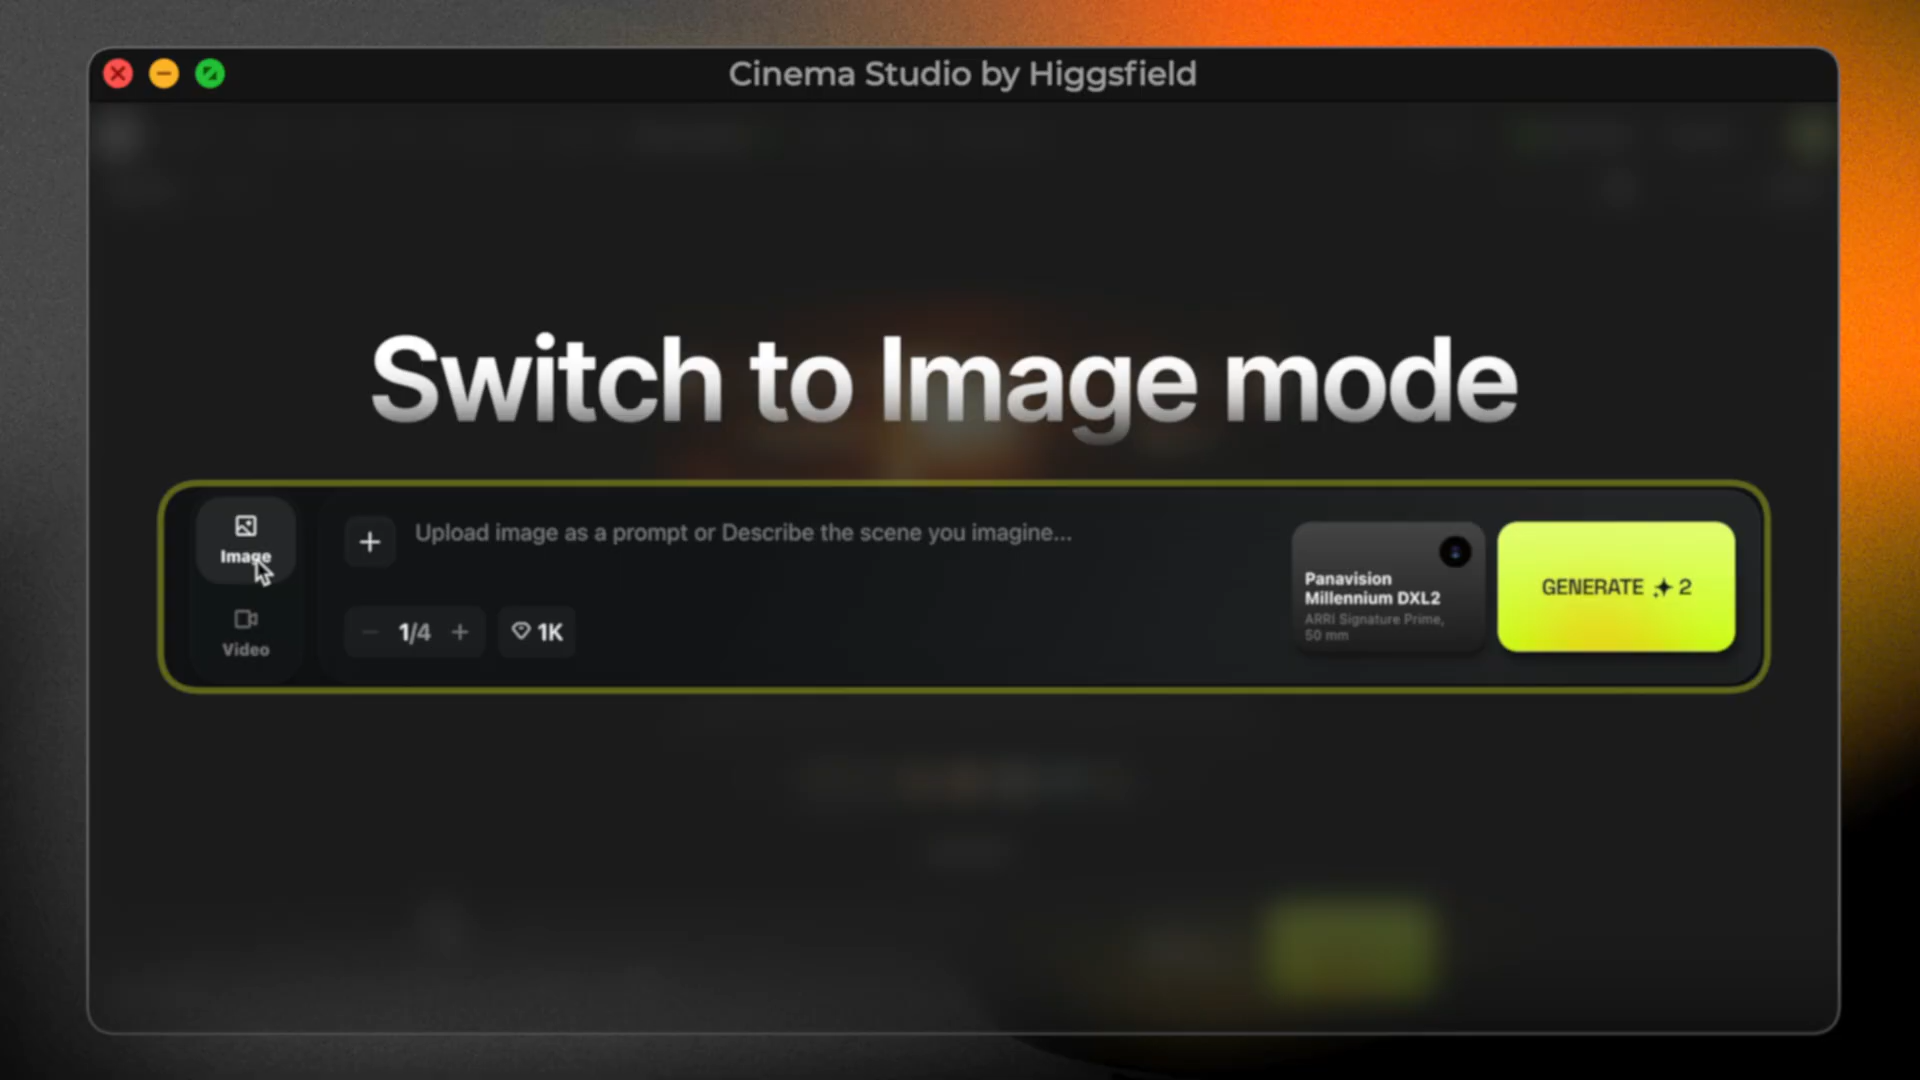 Cinema Studio by Higgsfield
Switch to Image mode
Image
Video
Upload image as a prompt or Describe the scene you imagine...
1/4
1K
Panavision
Millennium DXL2
ARRI Signature Prime,
50 mm
GENERATE 2